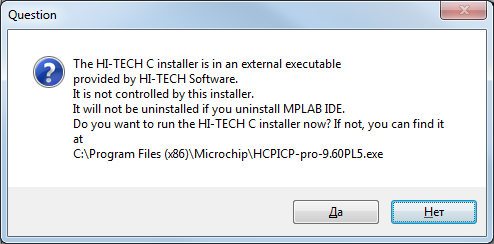 Question
The HI-TECH C installer is in an external executable
provided by HI-TECH Software.
It is not controlled by this installer.
It will not be uninstalled if you uninstall MPLAB IDE.
Do you want to run the HI-TECH C installer now? If not, you can find it
at
C:\Program Files (x86)\Microchip\HCPICP-pro-9.60PL5.exe
Да
Нет